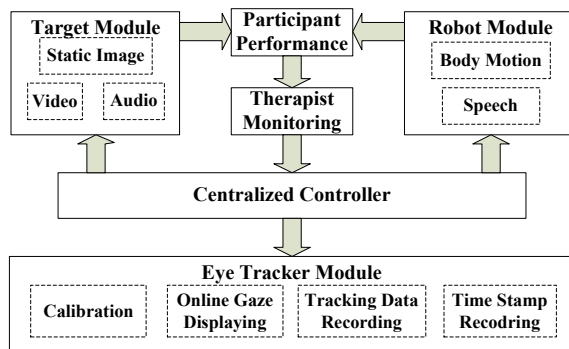 Target Module
Static Image
Video
Audio
Participant
Performance
Therapist
Monitoring
Robot Module
Body Motion
Speech
Centralized Controller
Eye Tracker Module
Calibration
Online Gaze
Displaying
Tracking Data
Recording
Time Stamp
Recodring